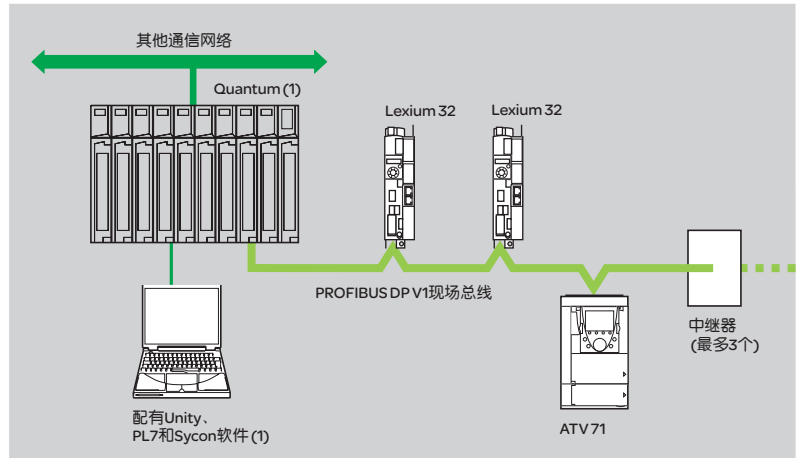 其他通信网络
Quantum (1)
Lexium 32
Lexium 32
PROFIBUS DP V1现场总线
中继器
(最多3个)
配有Unity、
PL7和Sycon软件 (1)
ATV 71